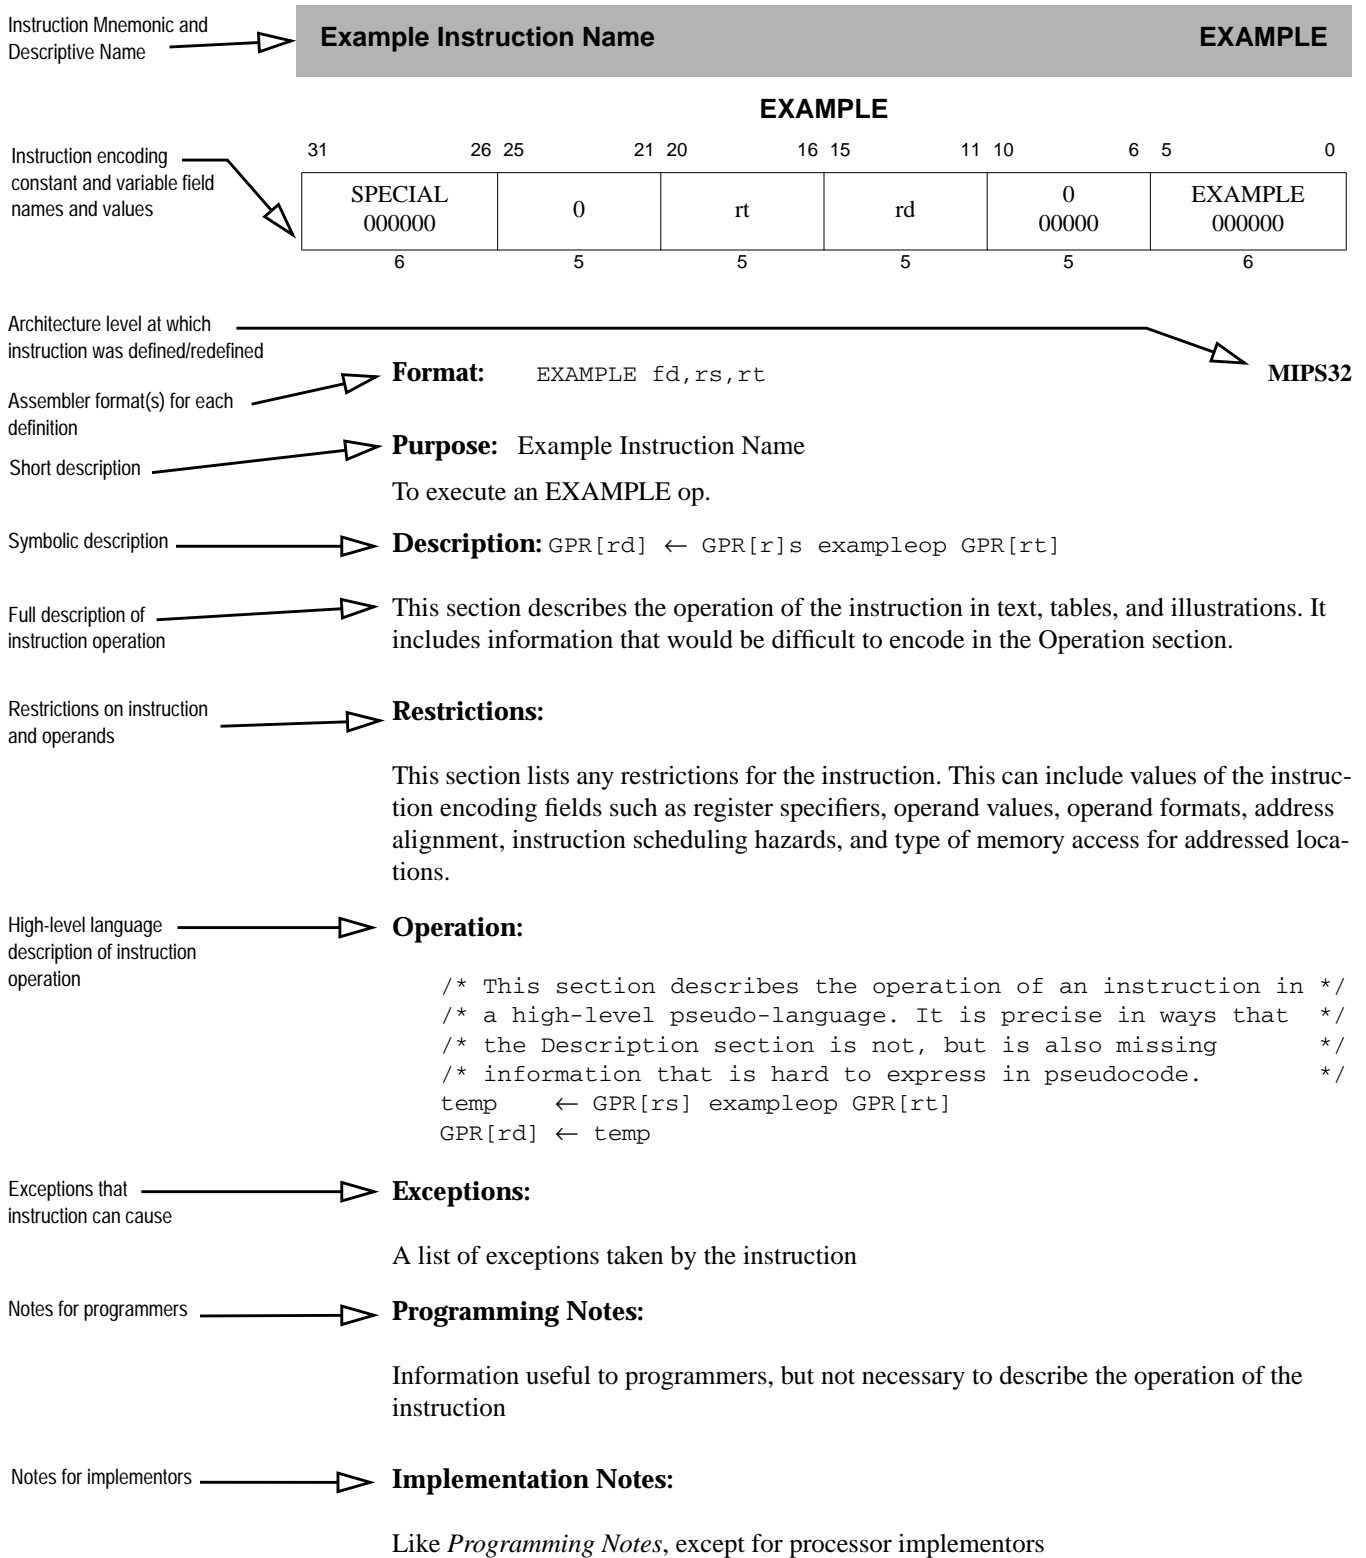 Instruction Mnemonic and
Descriptive Name
Example Instruction Name EXAMPLE
EXAMPLE
31 26 25 21 20 16 15 11 10 6 5 0
Instruction encoding
constant and variable field
names and values
SPECIAL
000000
0
rt
rd
0
00000
EXAMPLE
000000
6 5 5 5 5 6
Architecture level at which
instruction was defined/redefined
Format: EXAMPLE fd,rs,rt MIPS32
Assembler format(s) for each
definition
Purpose: Example Instruction Name
Short description
To execute an EXAMPLE op.
Symbolic description
Description: GPR[rd] ← GPR[r]s exampleop GPR[rt]
Full description of
instruction operation
This section describes the operation of the instruction in text, tables, and illustrations. It
includes information that would be difficult to encode in the Operation section.
Restrictions on instruction
and operands
Restrictions:
This section lists any restrictions for the instruction. This can include values of the instruc-
tion encoding fields such as register specifiers, operand values, operand formats, address
alignment, instruction scheduling hazards, and type of memory access for addressed loca-
tions.
High-level language
description of instruction
operation
Operation:
/* This section describes the operation of an instruction in */
/* a high-level pseudo-language. It is precise in ways that */
/* the Description section is not, but is also missing */
/* information that is hard to express in pseudocode. */
temp ← GPR[rs] exampleop GPR[rt]
GPR[rd] ← temp
Exceptions that
instruction can cause
Exceptions:
A list of exceptions taken by the instruction
Notes for programmers
Programming Notes:
Information useful to programmers, but not necessary to describe the operation of the
instruction
Notes for implementors
Implementation Notes:
Like Programming Notes, except for processor implementors